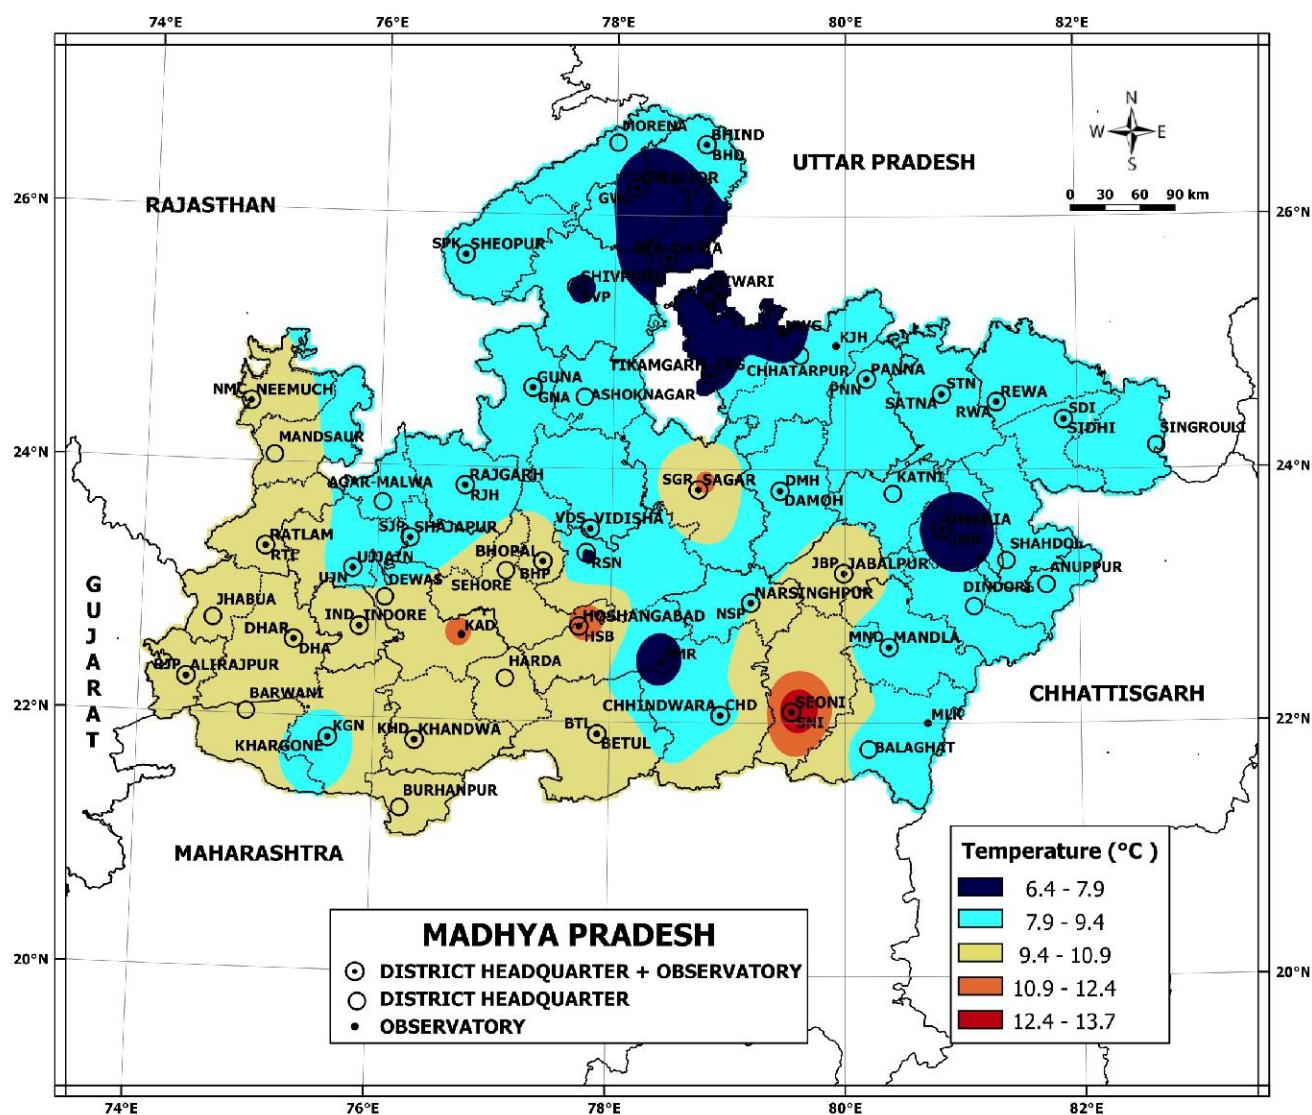 74°E 76°E 78°E 80°E 82°E
N
W E
S
MORENA
BHIND
BHD
UTTAR PRADESH
GWALIOR
0 30 60 90 km
26°N
RAJASTHAN
26°N
SPK SHEOPUR
DATIA
SHIVPURI
NIWARI
KJH
TIKAMGARH
CHHATARPUR
PANNA
PNN
GUNA
GNA
ASHOKNAGAR
STN
SATNA
REWA
RWA
SDI
SIDHI
SINGROULI
NMC NEEMUCH
MANDSAUR
24°N
24°N
AGAR-MALWA
RAJGARH
RJH
SGR SAGAR
DMH
DAMOH
KATNI
RATLAM
RTL
SJP SHAJAPUR
VDS VIDISHA
RSN
UMARIA
UMR
SHAHDOL
ANUPPUR
DINDORI
UJJAIN
UJN
DEWAS
BHOPAL
BHP
SEHORE
JBP JABALPUR
NARSINGHPUR
NSP
GUJARAT
JHABUA
DHAR
DHA
IND INDORE
KAD
HOSHANGABAD
HSB
MND MANDLA
ALIRAJPUR
HARDA
PMR
BARWANI
22°N
22°N
CHHINDWARA CHD
SEONI
SNI
MLK
CHHATTISGARH
KGN
KHARGONE
KHD KHANDWA
BTL
BETUL
BALAGHAT
BURHANPUR
MAHARASHTRA
Temperature (°C )
6.4 - 7.9
7.9 - 9.4
9.4 - 10.9
10.9 - 12.4
12.4 - 13.7
MADHYA PRADESH
DISTRICT HEADQUARTER + OBSERVATORY
DISTRICT HEADQUARTER
OBSERVATORY
20°N
20°N
74°E 76°E 78°E 80°E 82°E